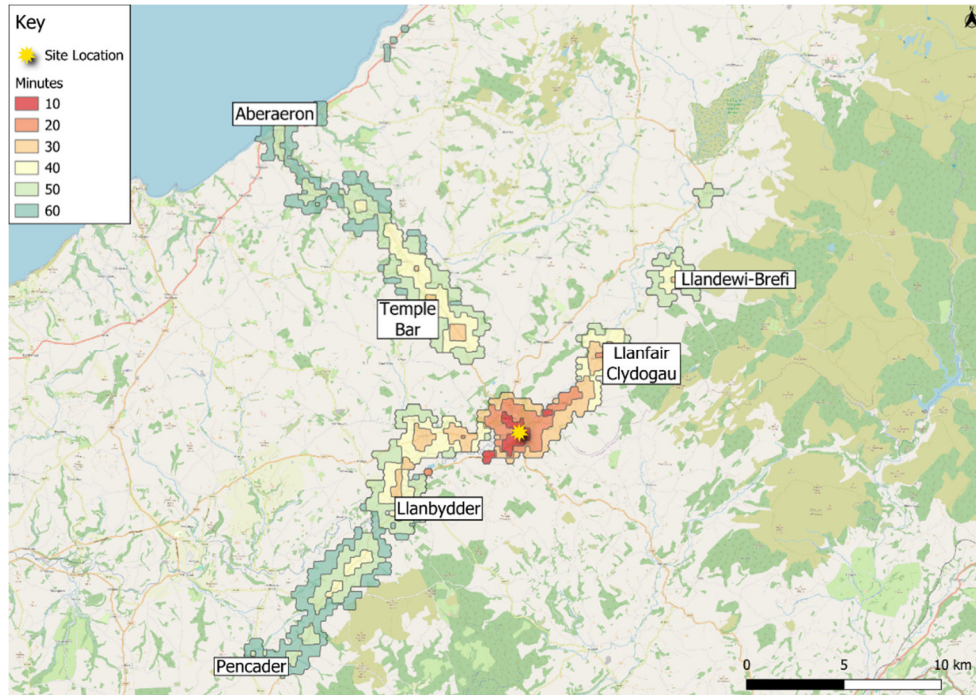 Key
Site Location
Minutes
10
20
30
40
50
60
Aberaeron
Llandewi-Brefi
Temple
Bar
Llanfair
Clydogau
Llanbydder
Pencader
0 5 10 km